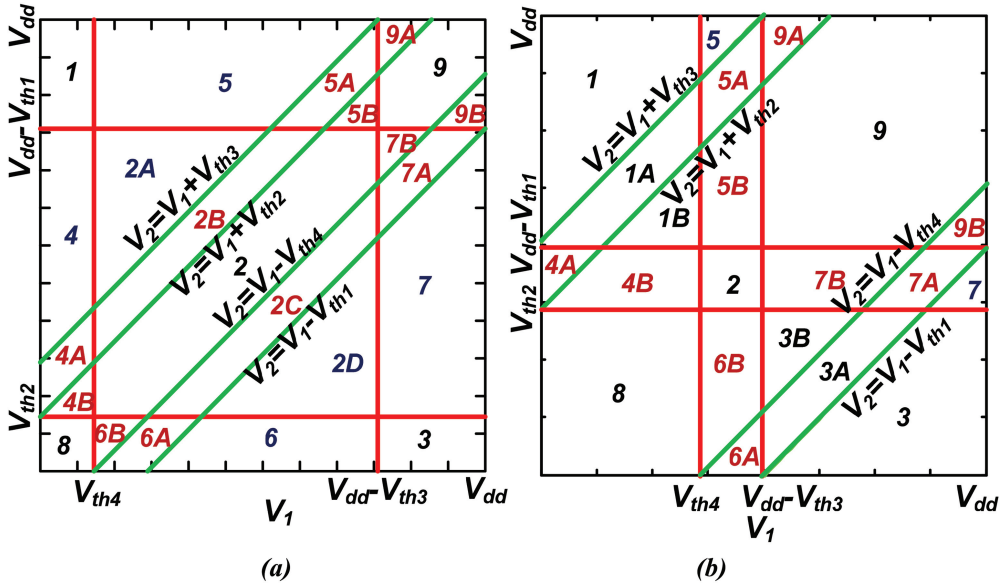 (a)
V_dd
V_dd-V_th1
V_th2
1
5
5A
9A
9
5B
9B
7B
7A
2A
V_2=V_1+V_th3
2B
V_2=V_1+V_th2
4
2
V_2=V_1-V_th4
7
2C
V_2=V_1-V_th1
4A
2D
4B
8
6B
6A
6
3
V_th4
V_1
V_dd-V_th3
V_dd
(a)
(b)
V_dd
V_dd-V_th1
V_th2
5
9A
1
5A
V_2=V_1+V_th3
9
1A
V_2=V_1+V_th2
5B
1B
9B
V_2=V_1-V_th4
4A
4B
2
7B
7A
7
3B
6B
3A
V_2=V_1-V_th1
8
3
6A
V_th4
V_dd-V_th3
V_dd
V_1
(b)